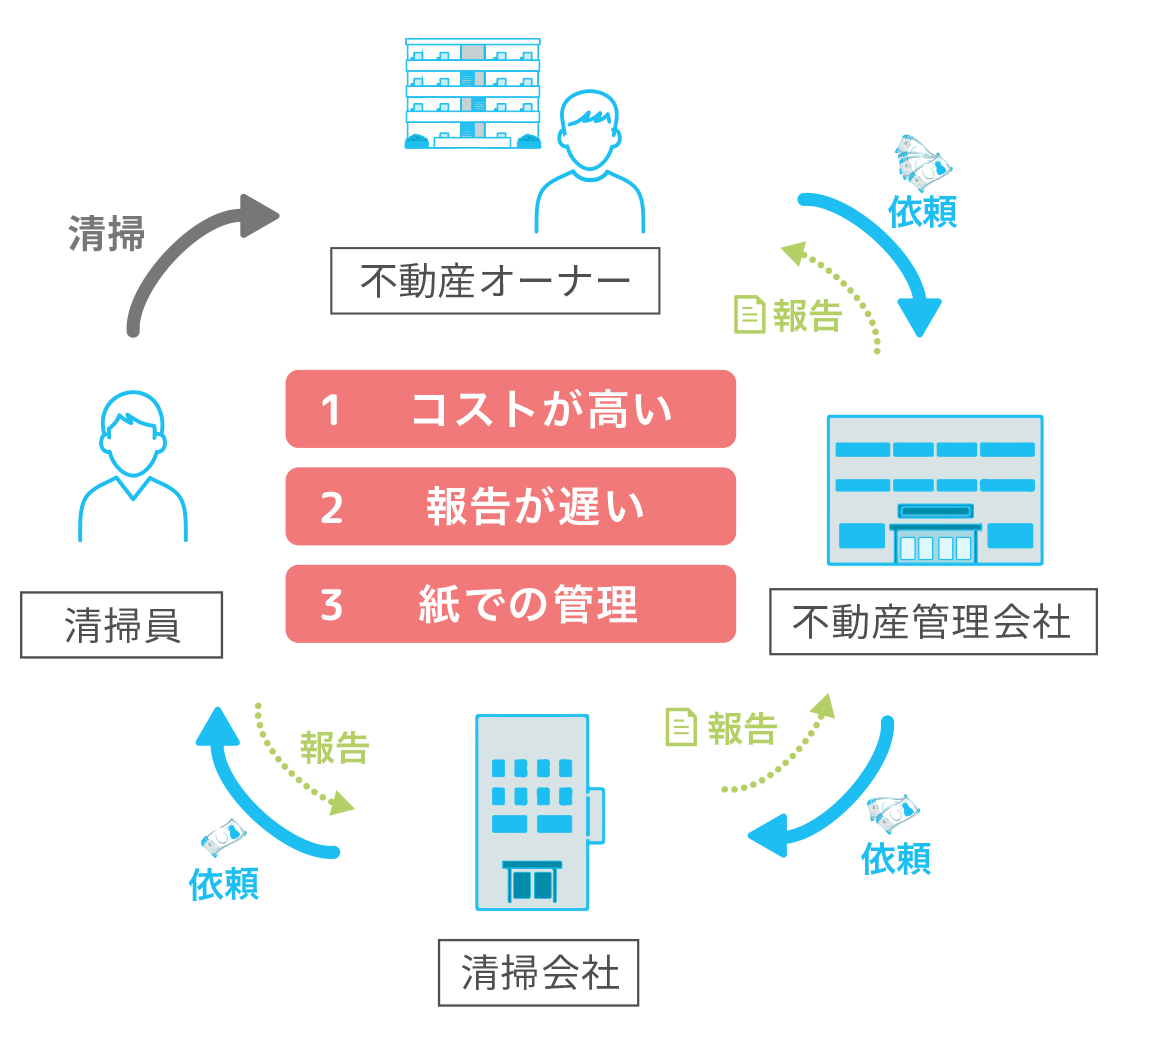 依頼
清掃
不動産オーナー
報告
1 コストが高い
2 報告が遅い
3 紙での管理
清掃員
不動産管理会社
報告
報告
依頼
依頼
清掃会社